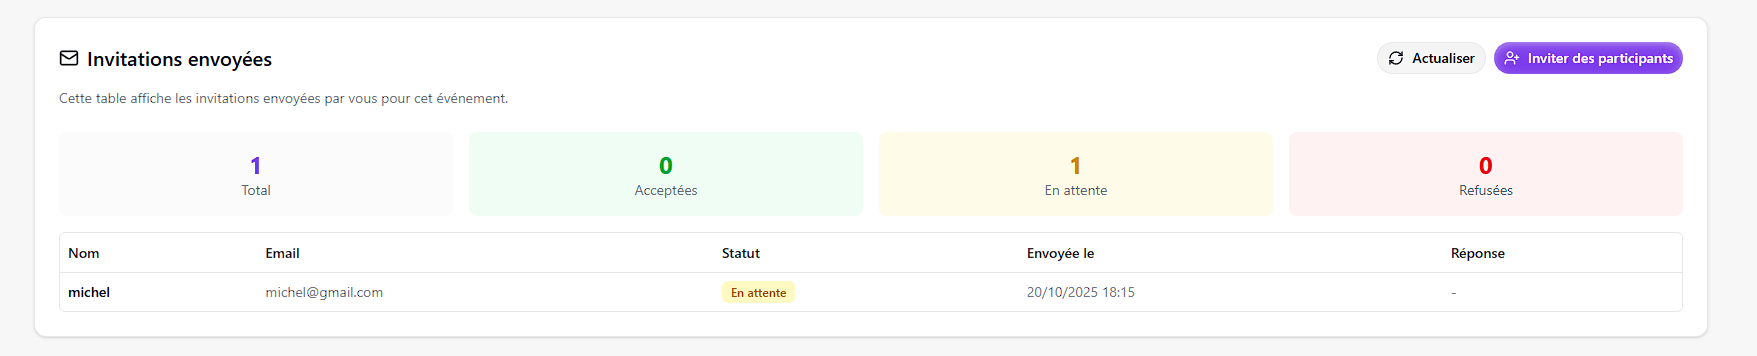 Invitations envoyées
Actualiser
Inviter des participants
Cette table affiche les invitations envoyées par vous pour cet événement.
1
Total
0
Acceptées
1
En attente
0
Refusées
Nom Email Statut Envoyée le Réponse
michel michel@gmail.com En attente 20/10/2025 18:15 -